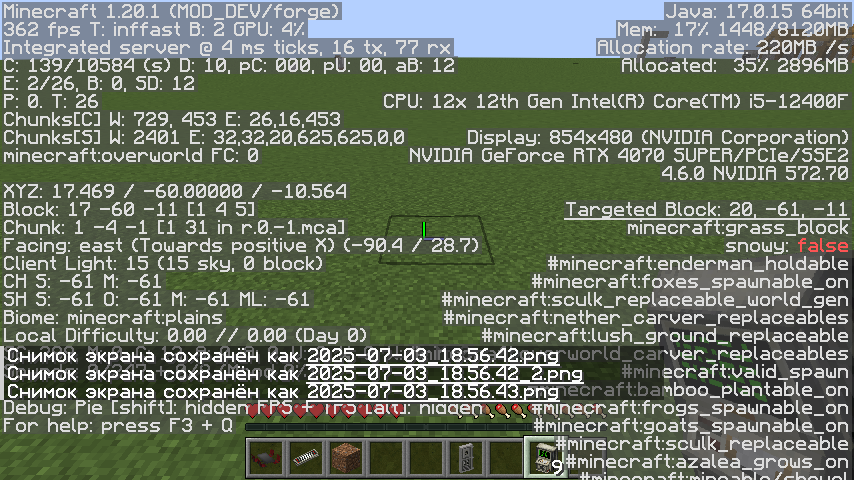 Minecraft 1.20.1 (MOD_DEV/forge)
362 fps T: inffast B: 2 GPU: 4%
Integrated server @ 4 ms ticks, 16 tx, 77 rx
C: 139/10584 (s) D: 10, pC: 000, pU: 00, aB: 12
E: 2/26, B: 0, SD: 12
P: 0. T: 26
Chunks[C] W: 729, 453 E: 26,16,453
Chunks[S] W: 2401 E: 32,32,20,625,625,0,0
minecraft:overworld FC: 0
XYZ: 17.469 / -60.00000 / -10.564
Block: 17 -60 -11 [1 4 5]
Chunk: 1 -4 -1 [1 31 in r.0.-1.mca]
Facing: east (Towards positive X) (-90.4 / 28.7)
Client Light: 15 (15 sky, 0 block)
CH S: -61 M: -61
SH S: -61 O: -61 M: -61 ML: -61
Biome: minecraft:plains
Local Difficulty: 0.00 // 0.00 (Day 0)
Снимок экрана сохранён как 2025-07-03_18.56.42.png
Снимок экрана сохранён как 2025-07-03_18.56.42_2.png
Снимок экрана сохранён как 2025-07-03_18.56.43.png
Debug: Pie [shift]: hidden hidden
For help: press F3 + Q
Java: 17.0.15 64bit
Mem: 17% 1448/8120MB
Allocation rate: 220MB /s
Allocated: 35% 2896MB
CPU: 12x 12th Gen Intel(R) Core(TM) i5-12400F
Display: 854x480 (NVIDIA Corporation)
NVIDIA GeForce RTX 4070 SUPER/PCIe/SSE2
4.6.0 NVIDIA 572.70
Targeted Block: 20, -61, -11
minecraft:grass_block
snowy: false
#minecraft:enderman_holdable
#minecraft:foxes_spawnable_on
#minecraft:sculk_replaceable_world_gen
#minecraft:nether_carver_replaceables
#minecraft:lush_ground_replaceable
overworld_carver_replaceables
#minecraft:valid_spawn
#minecraft:bamboo_plantable_on
#minecraft:frogs_spawnable_on
#minecraft:goats_spawnable_on
#minecraft:sculk_replaceable
#minecraft:azalea_grows_on
#minecraft:mineable/shovel
9